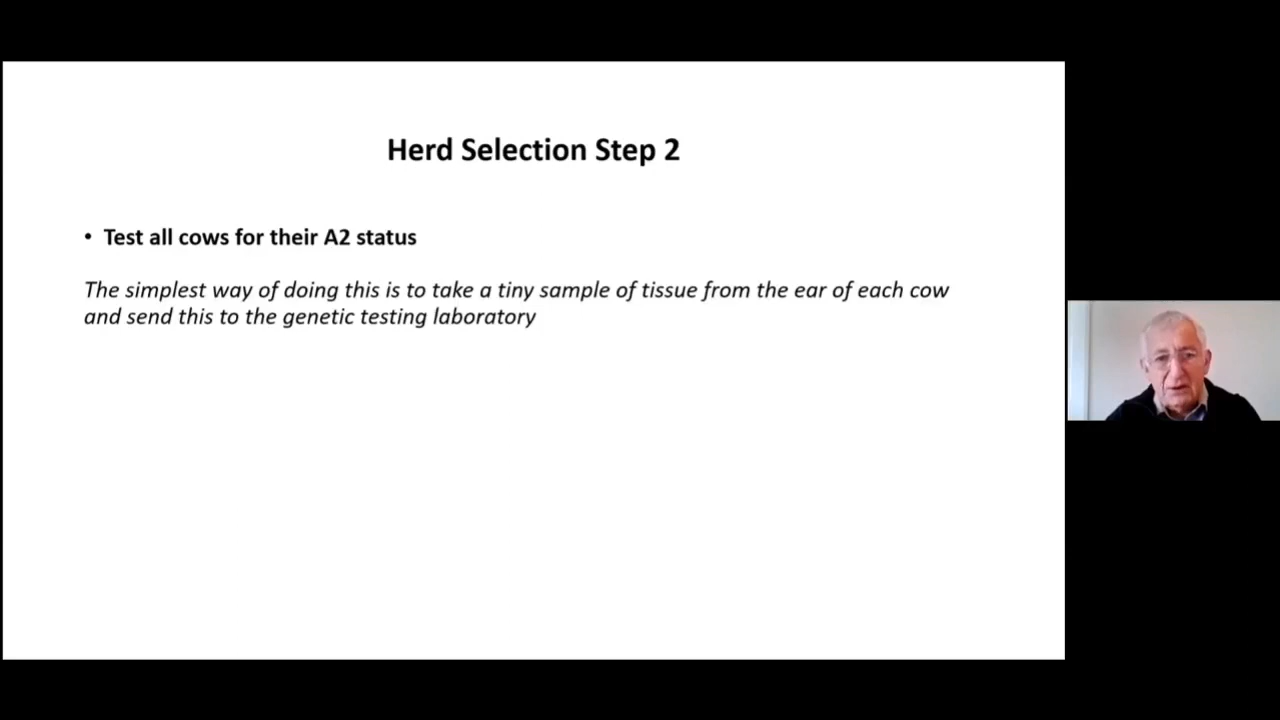 Herd Selection Step 2
• Test all cows for their A2 status
The simplest way of doing this is to take a tiny sample of tissue from the ear of each cow
and send this to the genetic testing laboratory